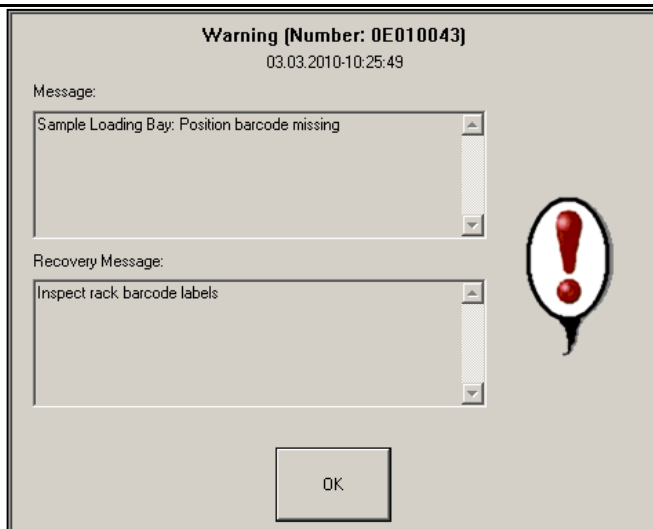 Warning (Number: 0E010043)
03.03.2010-10:25:49
Message:
Sample Loading Bay: Position barcode missing
Recovery Message:
Inspect rack barcode labels
OK